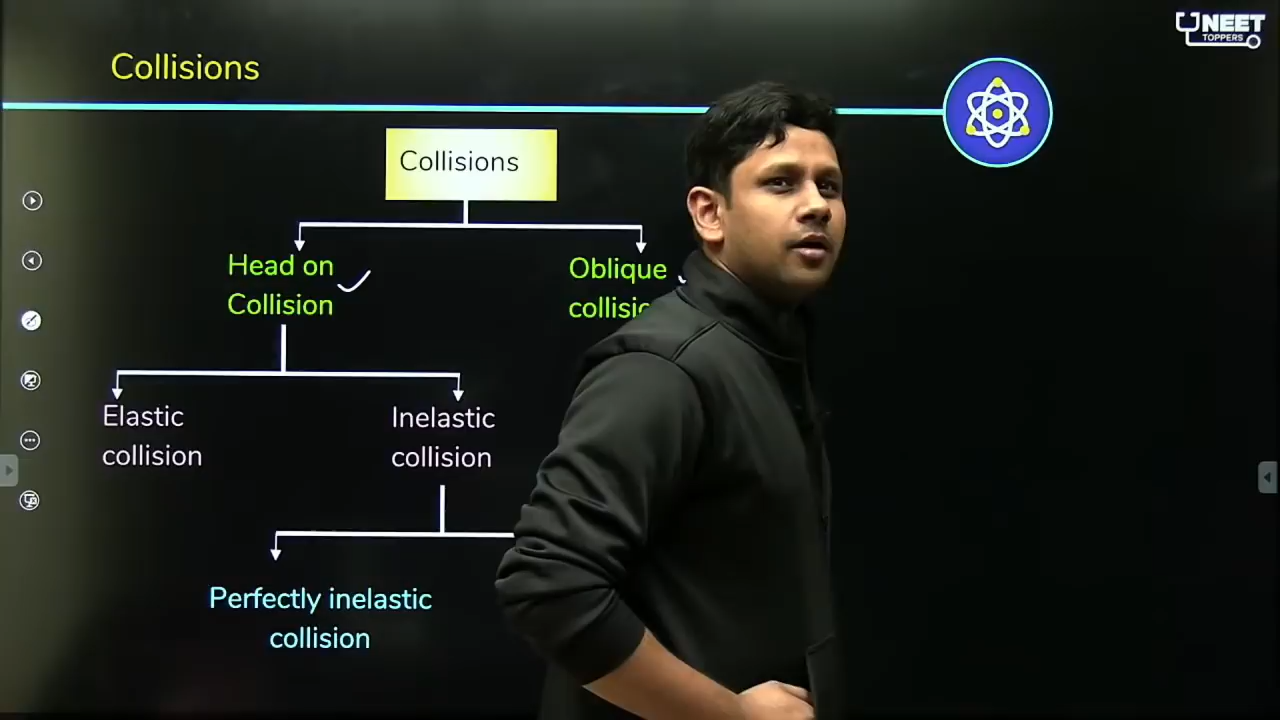 NEET
TOPPERS
Collisions
Collisions
Head on
Collision
Oblique
Elastic
collision
Inelastic
collision
Perfectly inelastic
collision